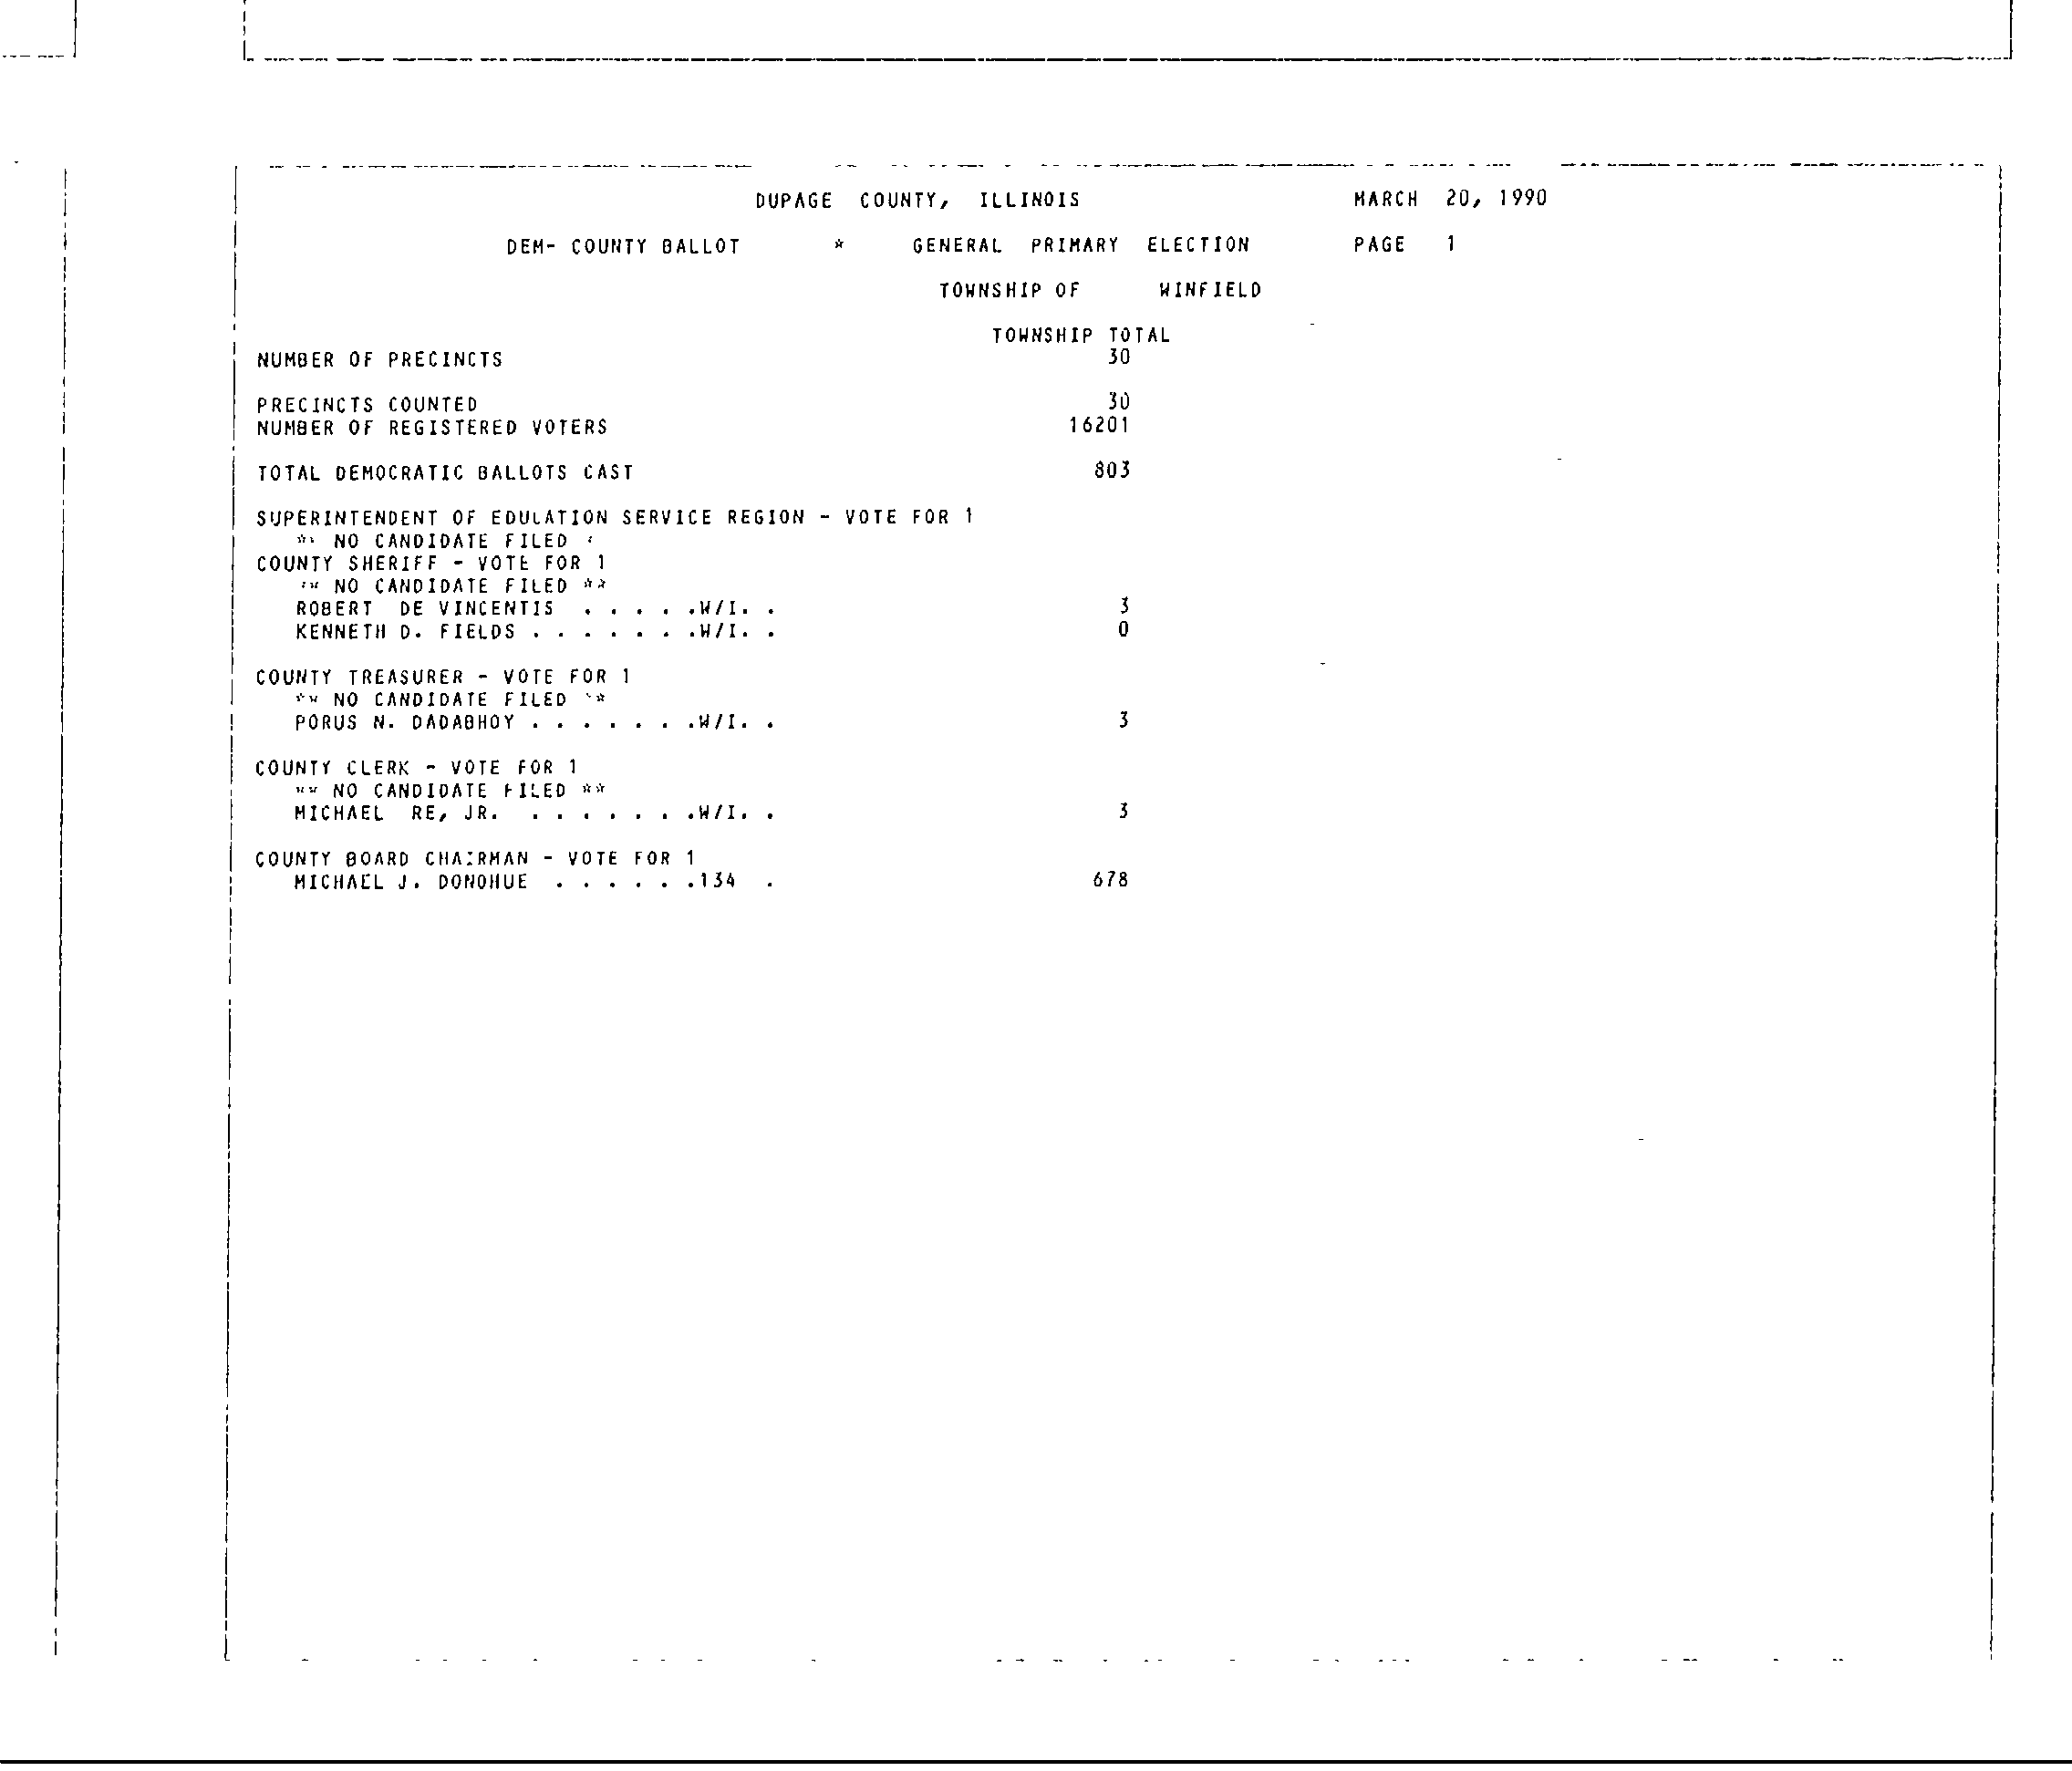 DUPAGE COUNTY, ILLINOIS MARCH 20, 1990
DEM- COUNTY BALLOT * GENERAL PRIMARY ELECTION PAGE 1
TOWNSHIP OF WINFIELD
TOWNSHIP TOTAL
NUMBER OF PRECINCTS 30
PRECINCTS COUNTED 30
NUMBER OF REGISTERED VOTERS 16201
TOTAL DEMOCRATIC BALLOTS CAST 803
SUPERINTENDENT OF EDULATION SERVICE REGION - VOTE FOR 1
** NO CANDIDATE FILED
COUNTY SHERIFF - VOTE FOR 1
** NO CANDIDATE FILED **
ROBERT DE VINCENTIS . . . . .W/I. . 3
KENNETH D. FIELDS . . . . . . .W/I. . 0
COUNTY TREASURER - VOTE FOR 1
** NO CANDIDATE FILED **
PORUS N. DADABHOY . . . . . . .W/I. . 3
COUNTY CLERK - VOTE FOR 1
** NO CANDIDATE FILED **
MICHAEL RE, JR. . . . . . . .W/I. . 3
COUNTY BOARD CHAIRMAN - VOTE FOR 1
MICHAEL J. DONOHUE . . . . . .134 . 678